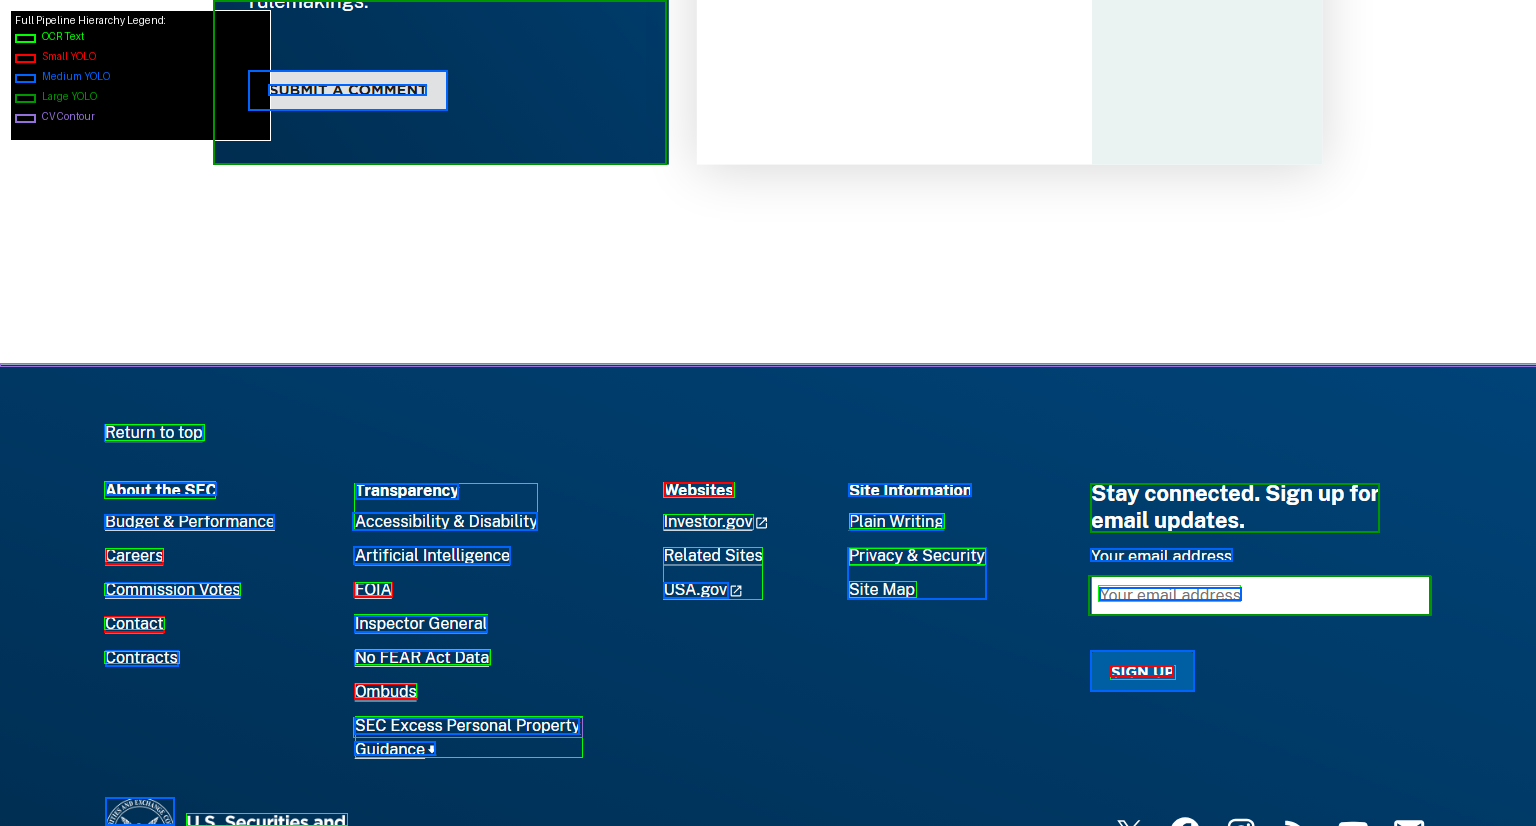 rulemakings.
Full Pipeline Hierarchy Legend:
OCR Text
Small YOLO
Medium YOLO
Large YOLO
CV Contour
SUBMIT A COMMENT
Return to top
About the SEC
Budget & Performance
Careers
Commission Votes
Contact
Contracts
Transparency
Accessibility & Disability
Artificial Intelligence
FOIA
Inspector General
No FEAR Act Data
Ombuds
SEC Excess Personal Property
Guidance
Websites
Investor.gov
Related Sites
USA.gov
Site Information
Plain Writing
Privacy & Security
Site Map
Stay connected. Sign up for
email updates.
Your email address
Your email address
SIGN UP
U.S. Securities and